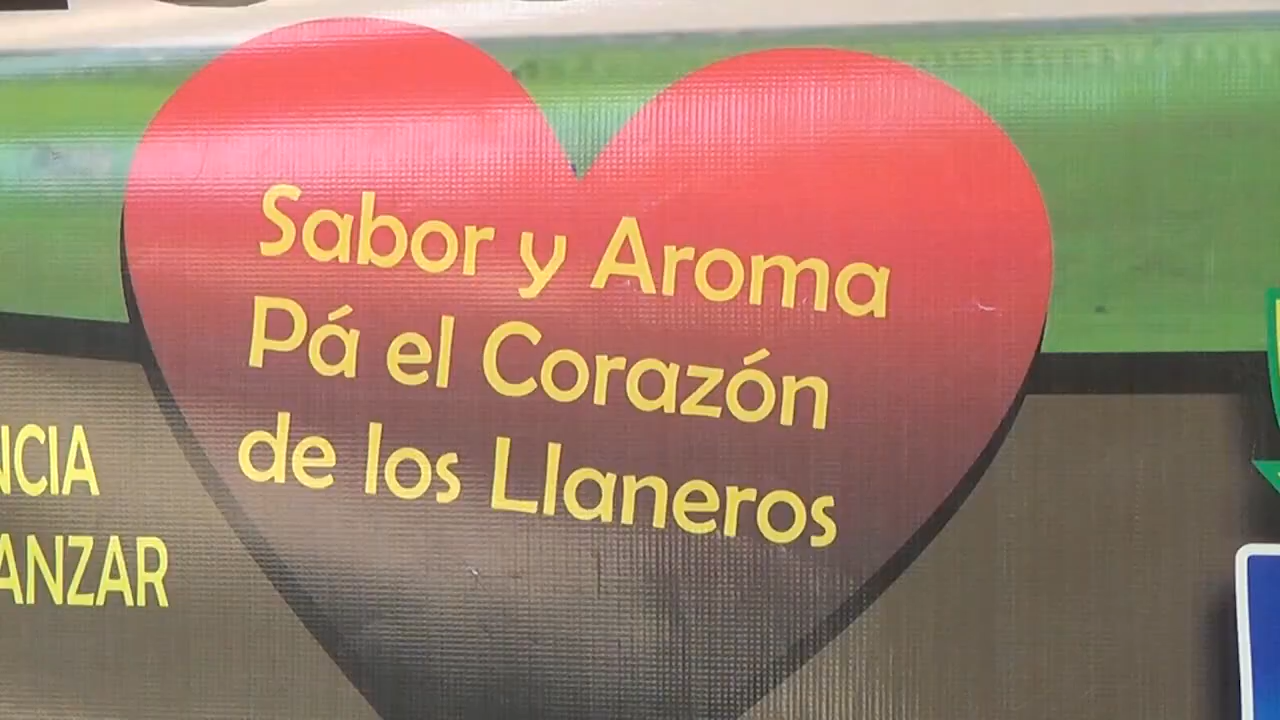 Sabor y Aroma
Pá el Corazón
de los Llaneros
NCIA
ANZAR